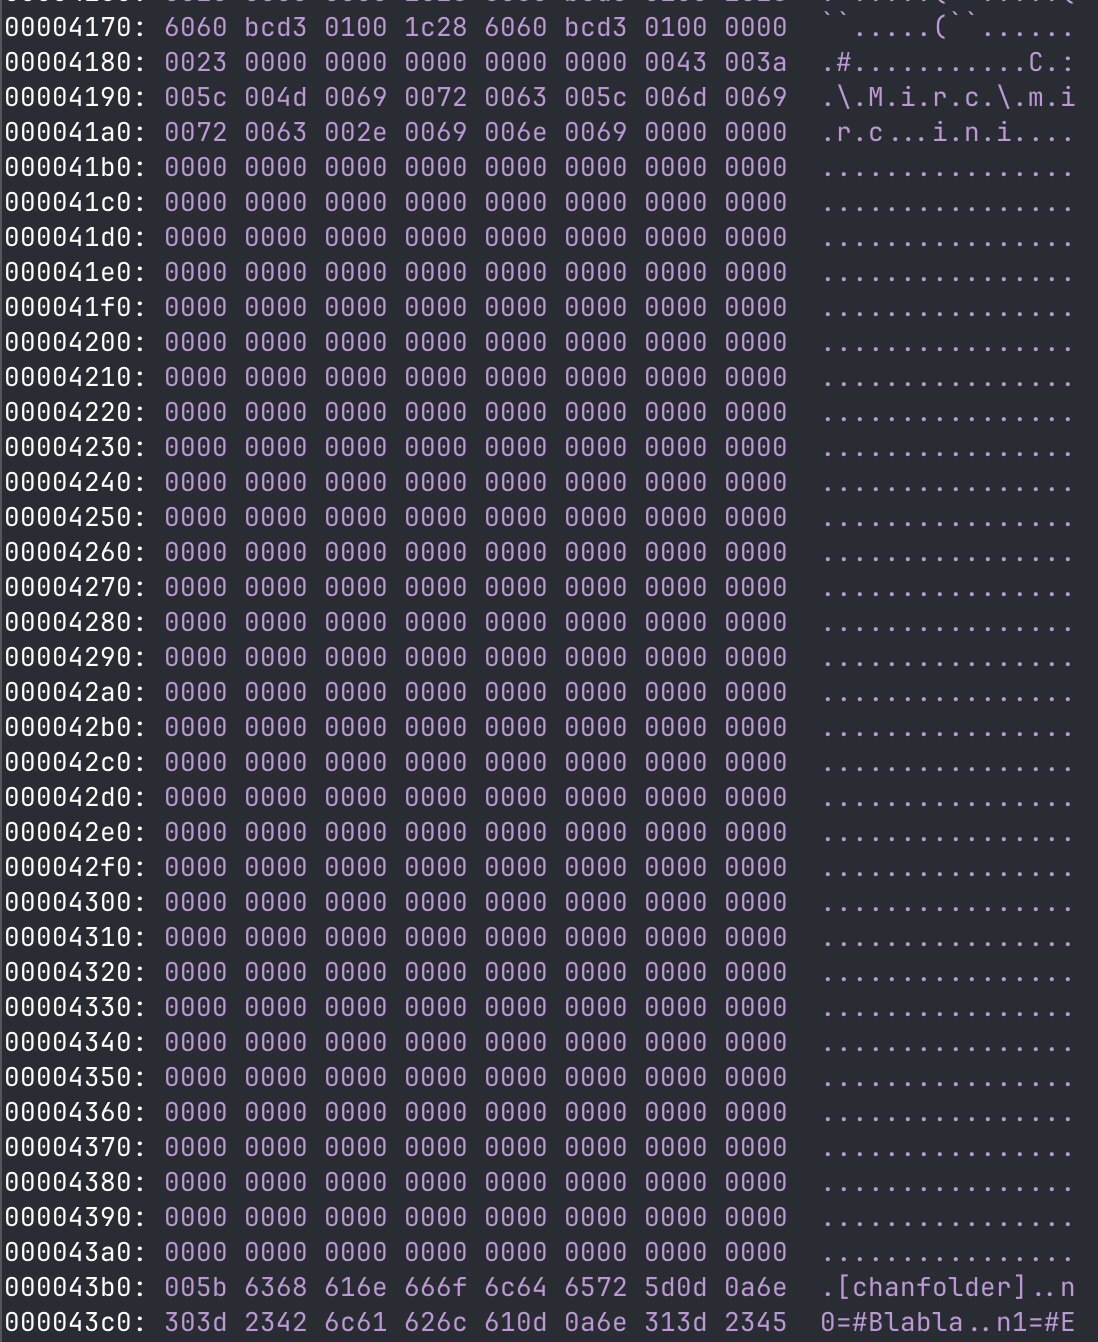 00004170: 6060 bcd3 0100 1c28 6060 bcd3 0100 0000  ``.....(``......
00004180: 0023 0000 0000 0000 0000 0000 0043 003a  .#...........C.:
00004190: 005c 004d 0069 0072 0063 005c 006d 0069  .\.M.i.r.c.\.m.i
000041a0: 0072 0063 002e 0069 006e 0069 0000 0000  .r.c...i.n.i....
000041b0: 0000 0000 0000 0000 0000 0000 0000 0000  ................
000041c0: 0000 0000 0000 0000 0000 0000 0000 0000  ................
000041d0: 0000 0000 0000 0000 0000 0000 0000 0000  ................
000041e0: 0000 0000 0000 0000 0000 0000 0000 0000  ................
000041f0: 0000 0000 0000 0000 0000 0000 0000 0000  ................
00004200: 0000 0000 0000 0000 0000 0000 0000 0000  ................
00004210: 0000 0000 0000 0000 0000 0000 0000 0000  ................
00004220: 0000 0000 0000 0000 0000 0000 0000 0000  ................
00004230: 0000 0000 0000 0000 0000 0000 0000 0000  ................
00004240: 0000 0000 0000 0000 0000 0000 0000 0000  ................
00004250: 0000 0000 0000 0000 0000 0000 0000 0000  ................
00004260: 0000 0000 0000 0000 0000 0000 0000 0000  ................
00004270: 0000 0000 0000 0000 0000 0000 0000 0000  ................
00004280: 0000 0000 0000 0000 0000 0000 0000 0000  ................
00004290: 0000 0000 0000 0000 0000 0000 0000 0000  ................
000042a0: 0000 0000 0000 0000 0000 0000 0000 0000  ................
000042b0: 0000 0000 0000 0000 0000 0000 0000 0000  ................
000042c0: 0000 0000 0000 0000 0000 0000 0000 0000  ................
000042d0: 0000 0000 0000 0000 0000 0000 0000 0000  ................
000042e0: 0000 0000 0000 0000 0000 0000 0000 0000  ................
000042f0: 0000 0000 0000 0000 0000 0000 0000 0000  ................
00004300: 0000 0000 0000 0000 0000 0000 0000 0000  ................
00004310: 0000 0000 0000 0000 0000 0000 0000 0000  ................
00004320: 0000 0000 0000 0000 0000 0000 0000 0000  ................
00004330: 0000 0000 0000 0000 0000 0000 0000 0000  ................
00004340: 0000 0000 0000 0000 0000 0000 0000 0000  ................
00004350: 0000 0000 0000 0000 0000 0000 0000 0000  ................
00004360: 0000 0000 0000 0000 0000 0000 0000 0000  ................
00004370: 0000 0000 0000 0000 0000 0000 0000 0000  ................
00004380: 0000 0000 0000 0000 0000 0000 0000 0000  ................
00004390: 0000 0000 0000 0000 0000 0000 0000 0000  ................
000043a0: 0000 0000 0000 0000 0000 0000 0000 0000  ................
000043b0: 005b 6368 616e 666f 6c64 6572 5d0d 0a6e  .[chanfolder]..n
000043c0: 303d 2342 6c61 626c 610d 0a6e 313d 2345  0=#Blabla..n1=#E